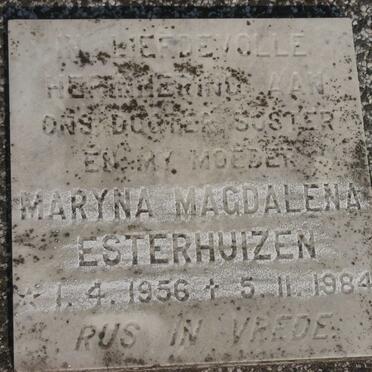 IN LIEFDEVOLLE
HERINNERING AAN
ONS DOGTER SUSTER
EN MY MOEDER
MARYNA MAGDALENA
ESTERHUIZEN
* 1. 4. 1956 + 5. 11. 1984
RUS IN VREDE.